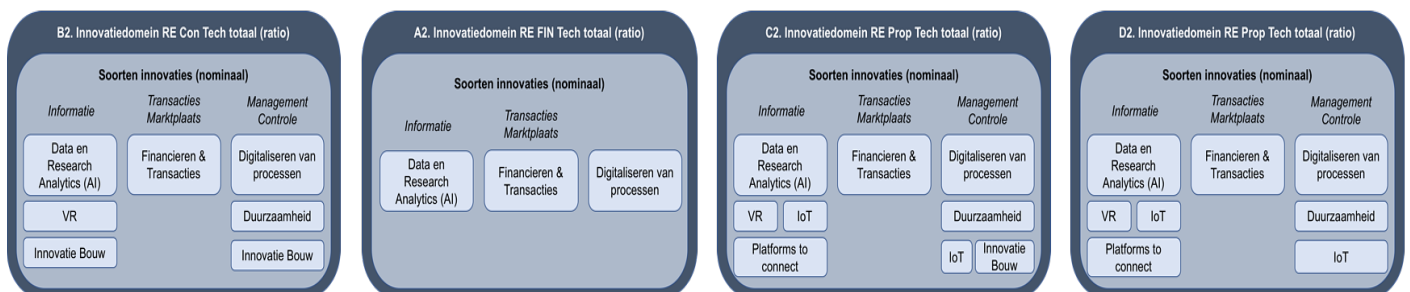 B2. Innovatiedomein RE Con Tech totaal (ratio)
Soorten innovaties (nominaal)
Informatie
Transacties
Marktplaats
Management
Controle
Data en
Research
Analytics (AI)
Financieren &
Transacties
Digitaliseren van
processen
VR
Duurzaamheid
Innovatie Bouw
Innovatie Bouw
A2. Innovatiedomein RE FIN Tech totaal (ratio)
Soorten innovaties (nominaal)
Informatie
Transacties
Marktplaats
Data en
Research
Analytics (AI)
Financieren &
Transacties
Digitaliseren van
processen
C2. Innovatiedomein RE Prop Tech totaal (ratio)
Soorten innovaties (nominaal)
Informatie
Transacties
Marktplaats
Management
Controle
Data en
Research
Analytics (AI)
Financieren &
Transacties
Digitaliseren van
processen
VR
IoT
Duurzaamheid
Platforms to
connect
IoT
Innovatie
Bouw
D2. Innovatiedomein RE Prop Tech totaal (ratio)
Soorten innovaties (nominaal)
Informatie
Transacties
Marktplaats
Management
Controle
Data en
Research
Analytics (AI)
Financieren &
Transacties
Digitaliseren van
processen
VR
IoT
Duurzaamheid
Platforms to
connect
IoT